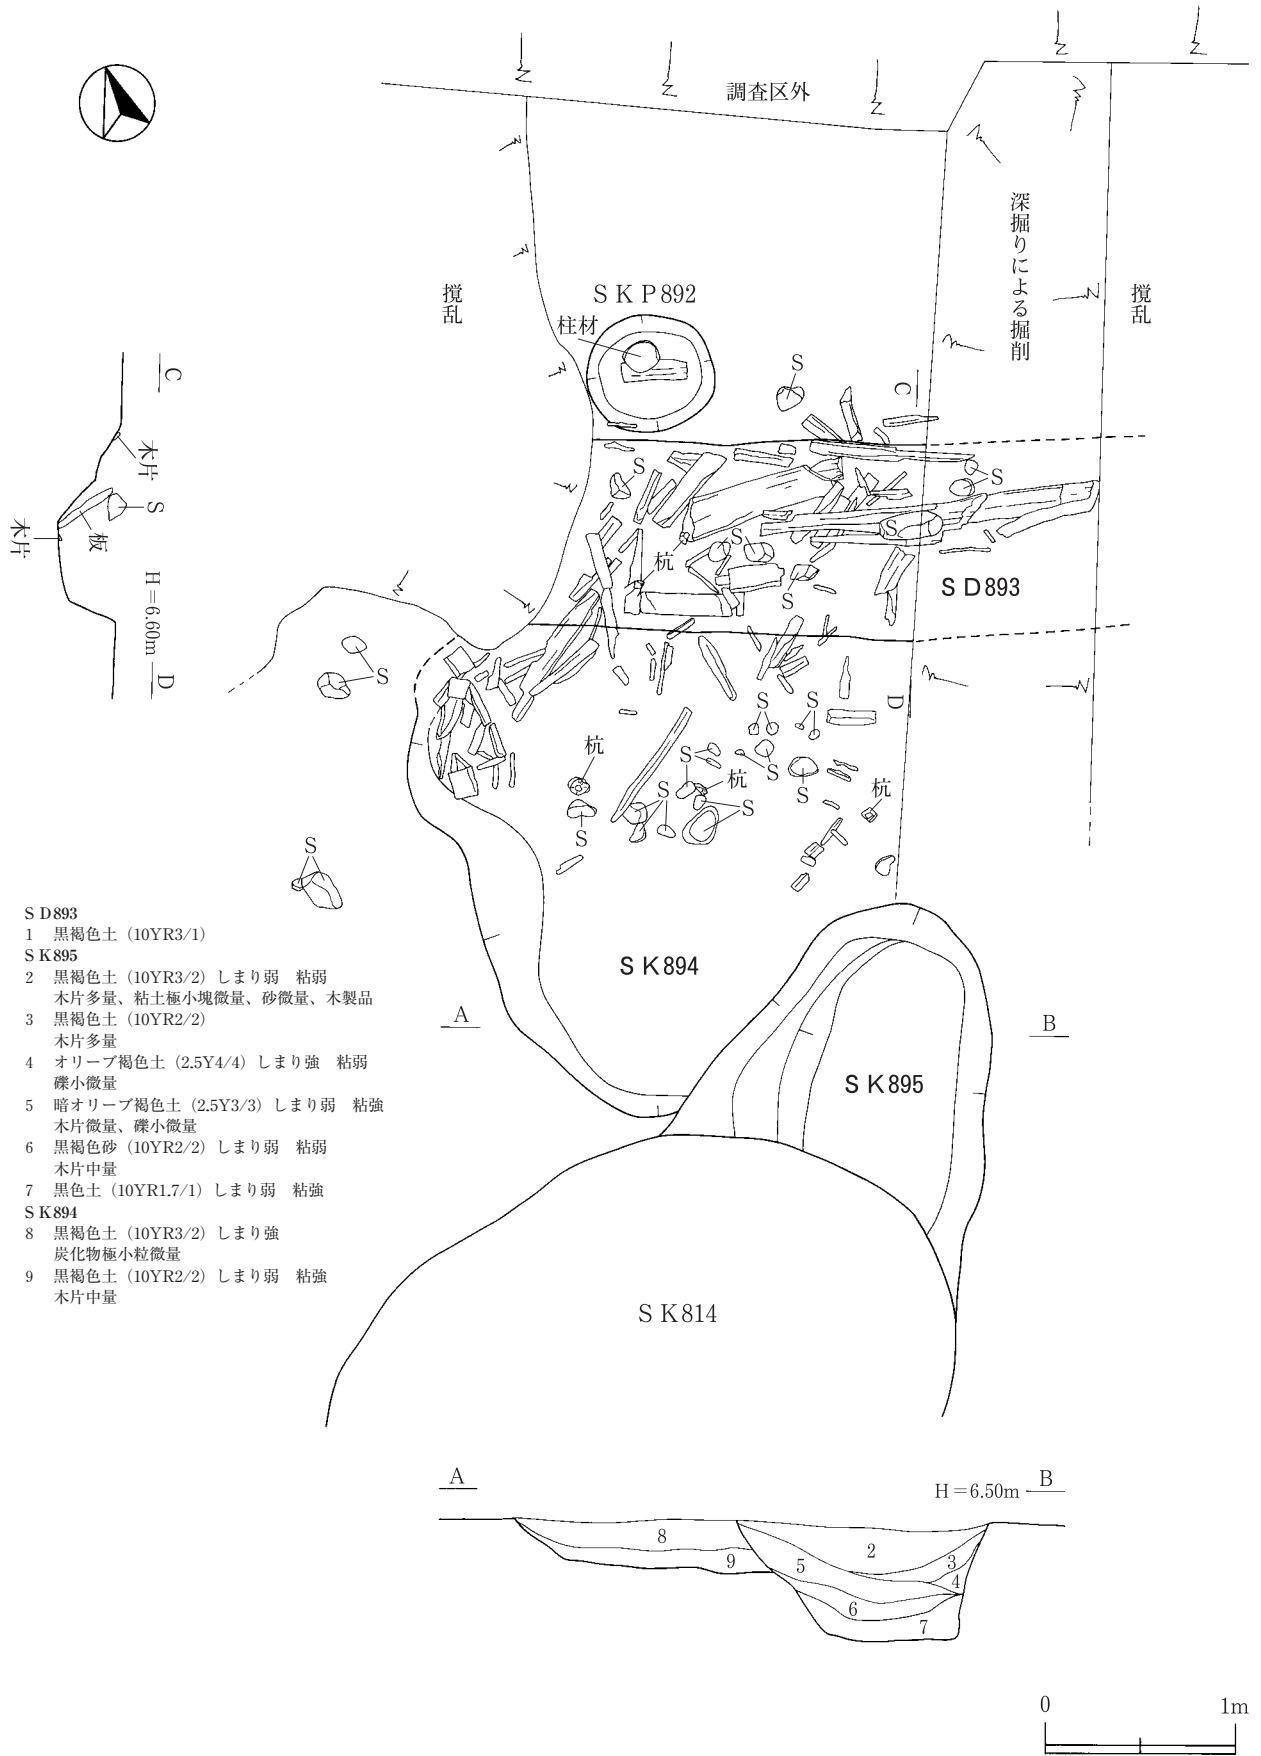 調査区外
深掘りによる掘削
攪乱
攪乱
ＳＫＰ892
柱材
S
C
C
木片
S
板
木片
H＝6.60m
D
S
S
S
S
杭
S
ＳＤ893
S
D
S
S
杭
S
S
S
杭
S
S
S
杭
S
S
ＳＤ893
1 黒褐色土（10YR3/1）
ＳＫ895
2 黒褐色土（10YR3/2）しまり弱　粘弱
木片多量、粘土極小塊微量、砂微量、木製品
3 黒褐色土（10YR2/2）
木片多量
4 オリーブ褐色土（2.5Y4/4）しまり強　粘弱
礫小微量
5 暗オリーブ褐色土（2.5Y3/3）しまり弱　粘強
木片微量、礫小微量
6 黒褐色砂（10YR2/2）しまり弱　粘弱
木片中量
7 黒色土（10YR1.7/1）しまり弱　粘強
ＳＫ894
8 黒褐色土（10YR3/2）しまり強
炭化物極小粒微量
9 黒褐色土（10YR2/2）しまり弱　粘強
木片中量
ＳＫ894
A
B
ＳＫ895
ＳＫ814
A
H＝6.50m
B
8
9
2
3
4
5
6
7
0
1m